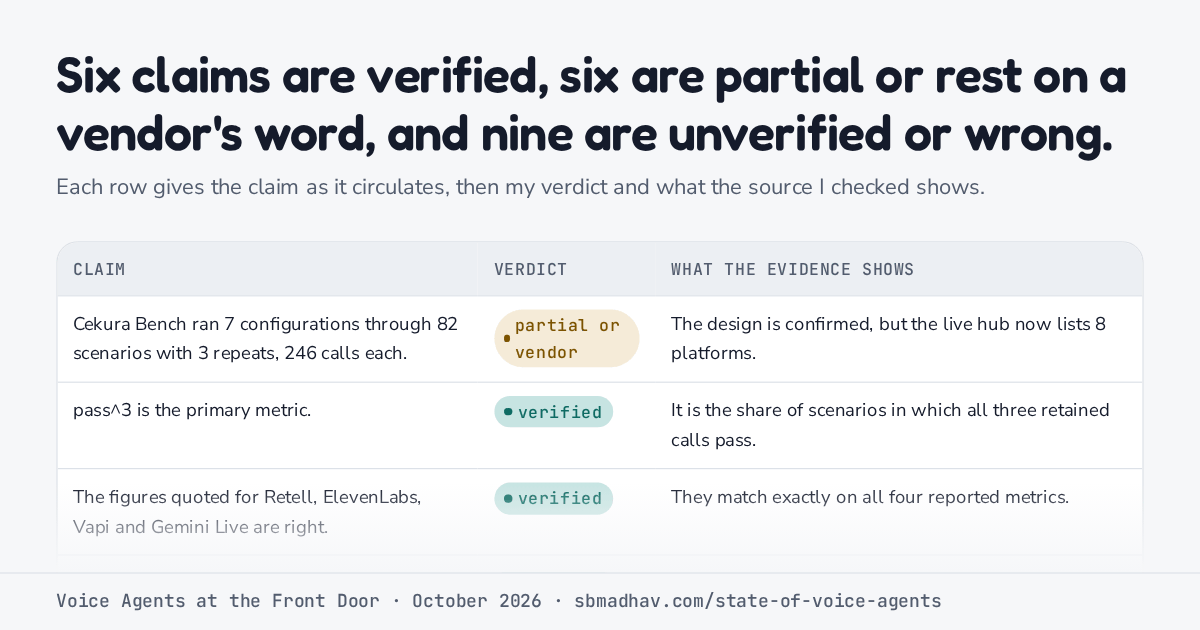 Six claims are verified, six are partial or rest on a
vendor's word, and nine are unverified or wrong.
Each row gives the claim as it circulates, then my verdict and what the source I checked shows.
CLAIM VERDICT WHAT THE EVIDENCE SHOWS
Cekura Bench ran 7 configurations through 82
scenarios with 3 repeats, 246 calls each.
partial or
vendor
The design is confirmed, but the live hub now lists 8
platforms.
pass^3 is the primary metric.
verified
It is the share of scenarios in which all three retained
calls pass.
The figures quoted for Retell, ElevenLabs,
Vapi and Gemini Live are right.
verified
They match exactly on all four reported metrics.
Voice Agents at the Front Door · October 2026 · sbmadhav.com/state-of-voice-agents